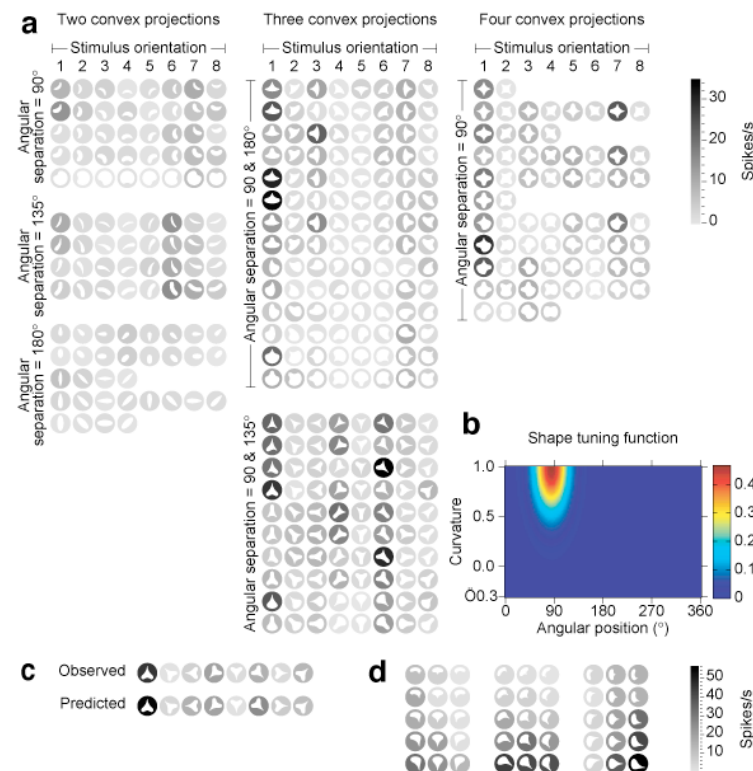 a
Two convex projections
Three convex projections
Four convex projections
Stimulus orientation
Stimulus orientation
Stimulus orientation
1 2 3 4 5 6 7 8
1 2 3 4 5 6 7 8
1 2 3 4 5 6 7 8
Angular
separation = 90°
Angular
separation = 135°
Angular
separation = 180°
Angular separation = 90 & 180°
Angular separation = 90 & 135°
Angular separation = 90°
30
20
10
0
Spikes/s
b
Shape tuning function
1.0
0.5
0.0
Öö0.3
Curvature
0 90 180 270 360
Angular position (°)
0.4
0.3
0.2
0.1
0
c
Observed
Predicted
d
50
40
30
20
10
Spikes/s